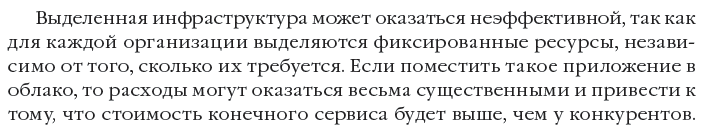 Выделенная инфраструктура может оказаться неэффективной, так как
для каждой организации выделяются фиксированные ресурсы, незави-
симо от того, сколько их требуется. Если поместить такое приложение в
облако, то расходы могут оказаться весьма существенными и привести к
тому, что стоимость конечного сервиса будет выше, чем у конкурентов.